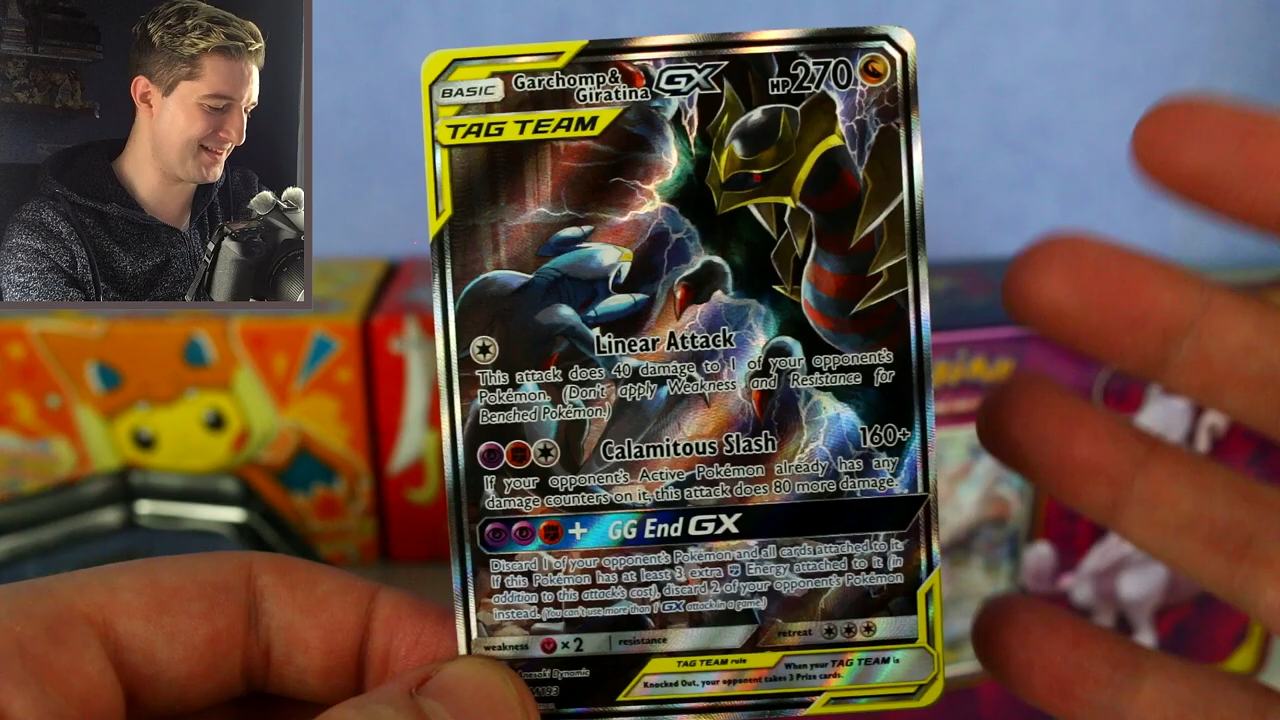 BASIC Garchomp& Giratina GX HP270
TAG TEAM
Linear Attack
This attack does 40 damage to 1 of your opponent's
Pokémon. (Don't apply Weakness and Resistance for
Benched Pokémon.)
Calamitous Slash 160+
If your opponent's Active Pokémon already has any
damage counters on it, this attack does 80 more damage.
+ GG End GX
Discard 1 of your opponent's Pokémon and all cards attached to it.
If this Pokémon has at least 3 extra Energy attached to it (in
addition to this attack's cost), discard 2 of your opponent's Pokémon
instead. (You can't use more than 1 GX attack in a game.)
weakness ×2 resistance retreat
Dynamic
TAG TEAM rule When your TAG TEAM is
Knocked Out, your opponent takes 3 Prize cards.